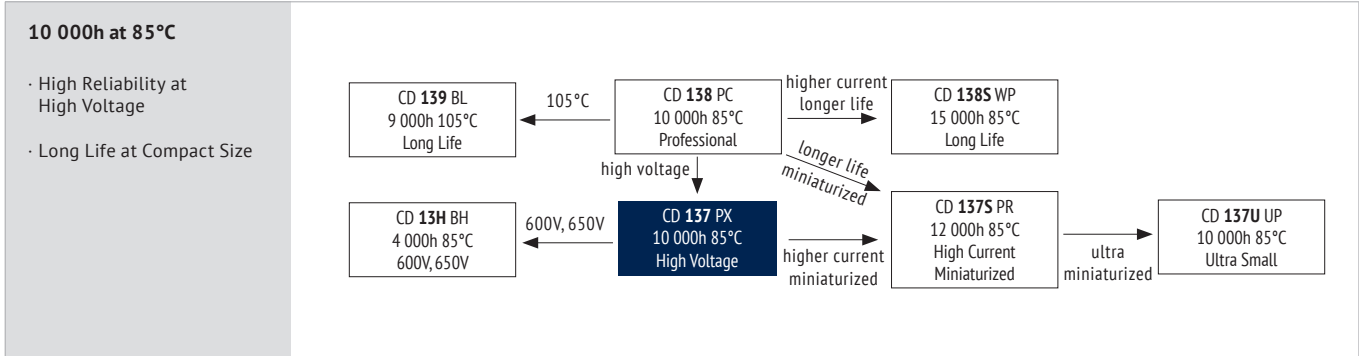 10 000h at 85°C
· High Reliability at
High Voltage
· Long Life at Compact Size
CD 139 BL
9 000h 105°C
Long Life
105°C
CD 138 PC
10 000h 85°C
Professional
higher current
longer life
CD 138S WP
15 000h 85°C
Long Life
high voltage
longer life
miniaturized
CD 13H BH
4 000h 85°C
600V, 650V
600V, 650V
CD 137 PX
10 000h 85°C
High Voltage
higher current
miniaturized
CD 137S PR
12 000h 85°C
High Current
Miniaturized
ultra
miniaturized
CD 137U UP
10 000h 85°C
Ultra Small